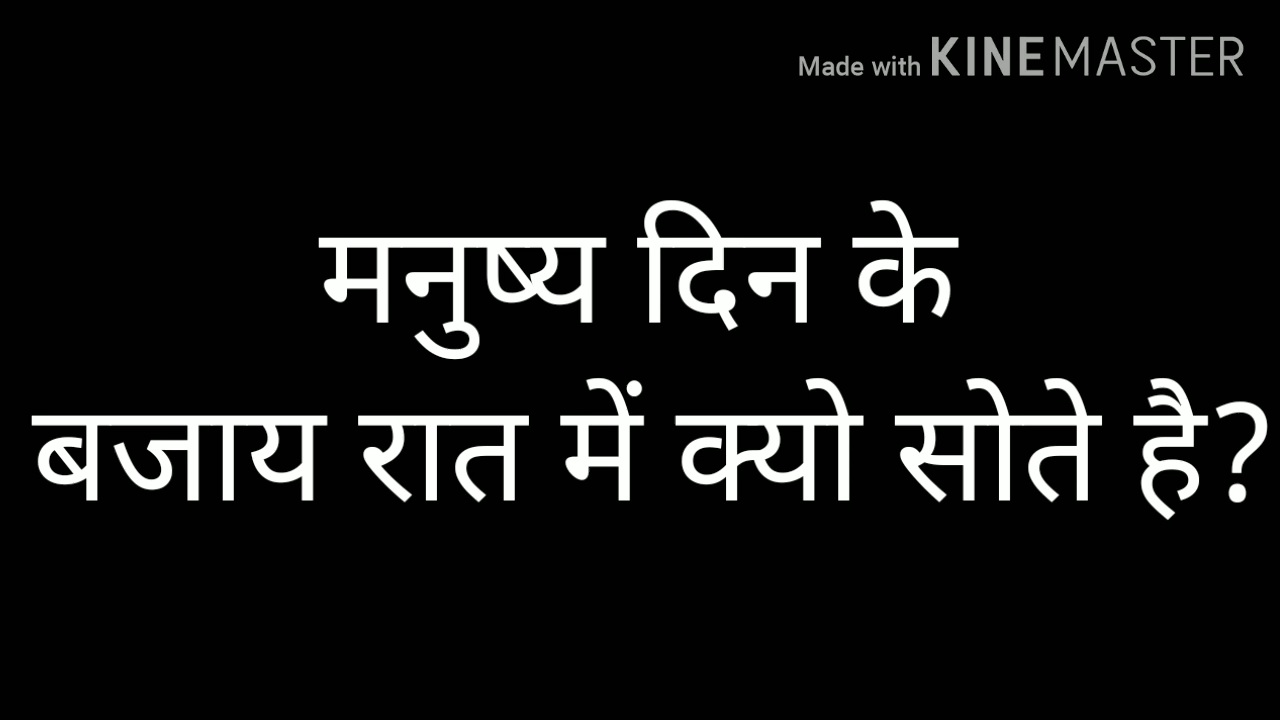 Made with KINEMASTER
मनुष्य दिन के
बजाय रात में क्यो सोते है?